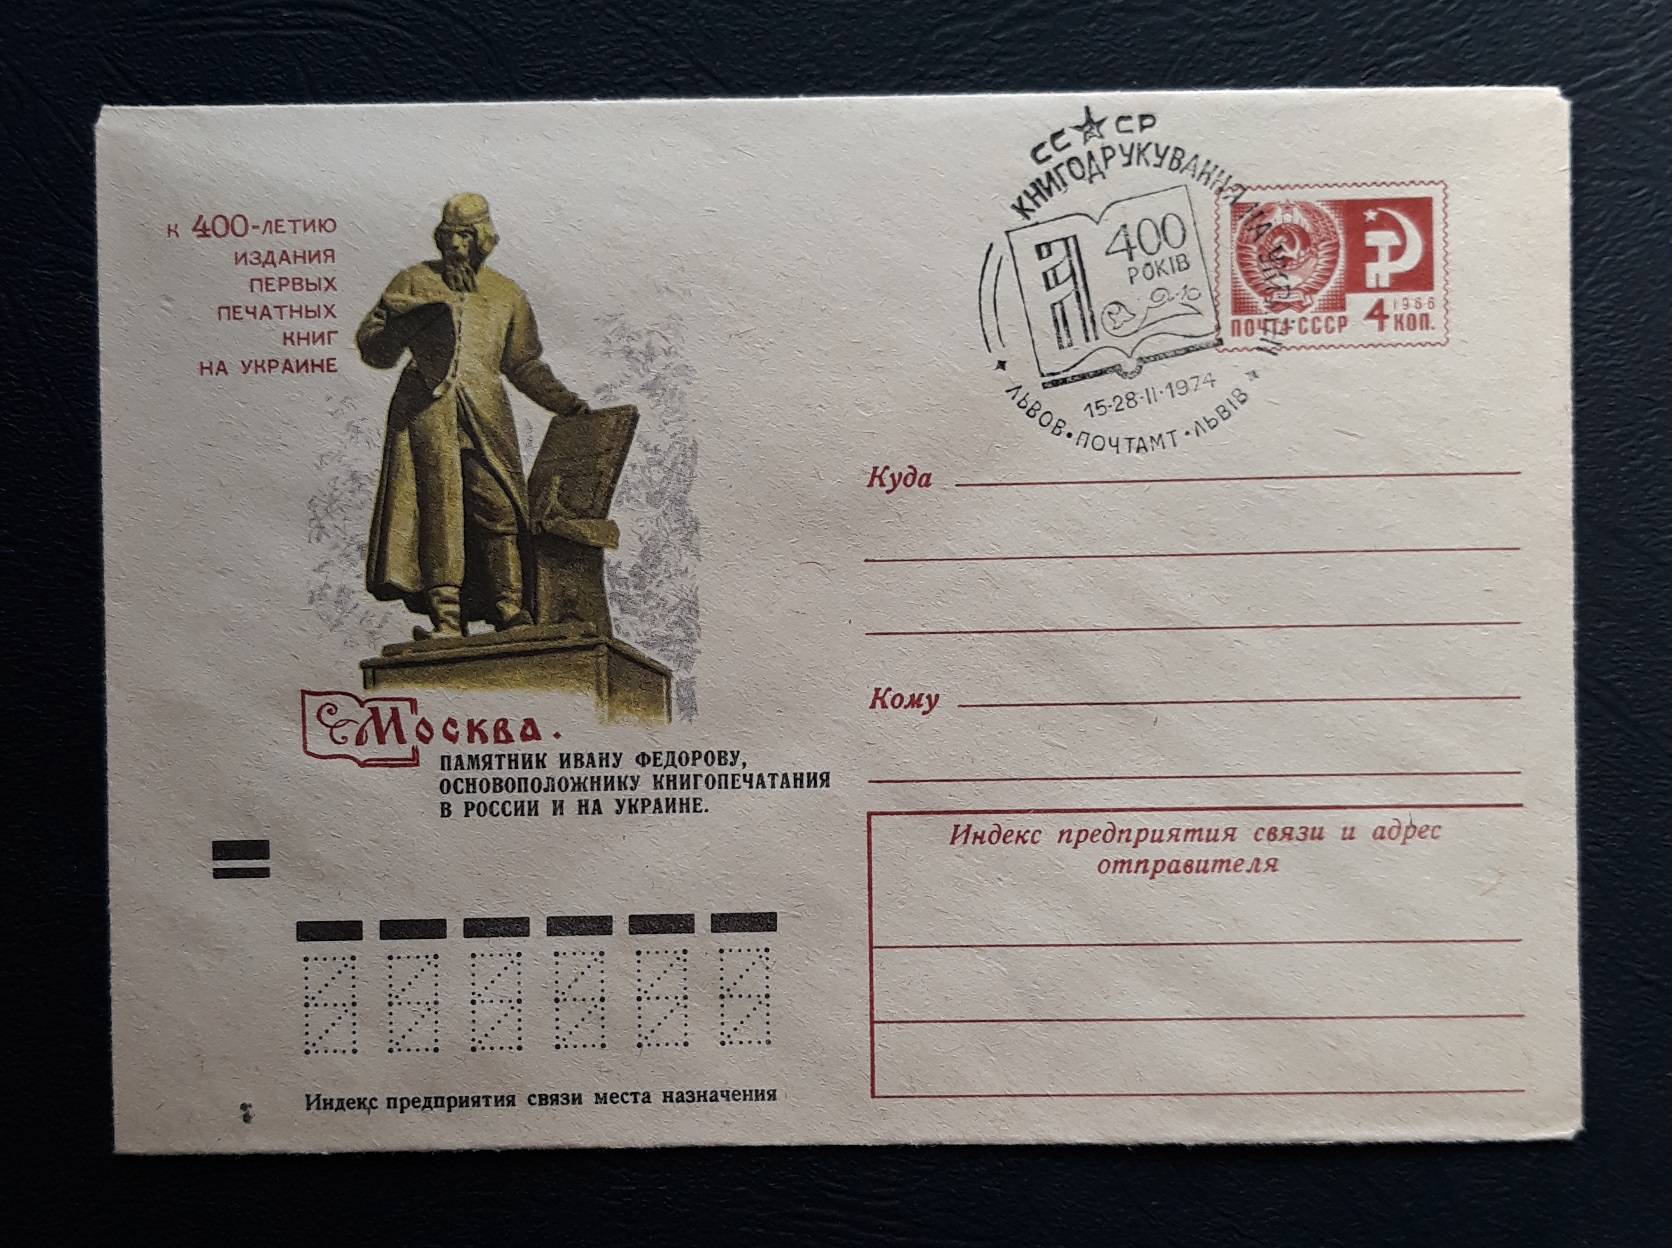 к 400-летию
издания
первых
печатных
книг
на Украине
СССР
КНИГОДРУКУВАННЯ НА УКРАЇНІ
400
РОКІВ
15-28·II·1974
ЛЬВОВ·ПОЧТАМТ·ЛЬВІВ
ПОЧТА СССР
1966
4 КОП.
Москва.
ПАМЯТНИК ИВАНУ ФЕДОРОВУ,
ОСНОВОПОЛОЖНИКУ КНИГОПЕЧАТАНИЯ
В РОССИИ И НА УКРАИНЕ.
Куда
Кому
Индекс предприятия связи и адрес
отправителя
Индекс предприятия связи места назначения